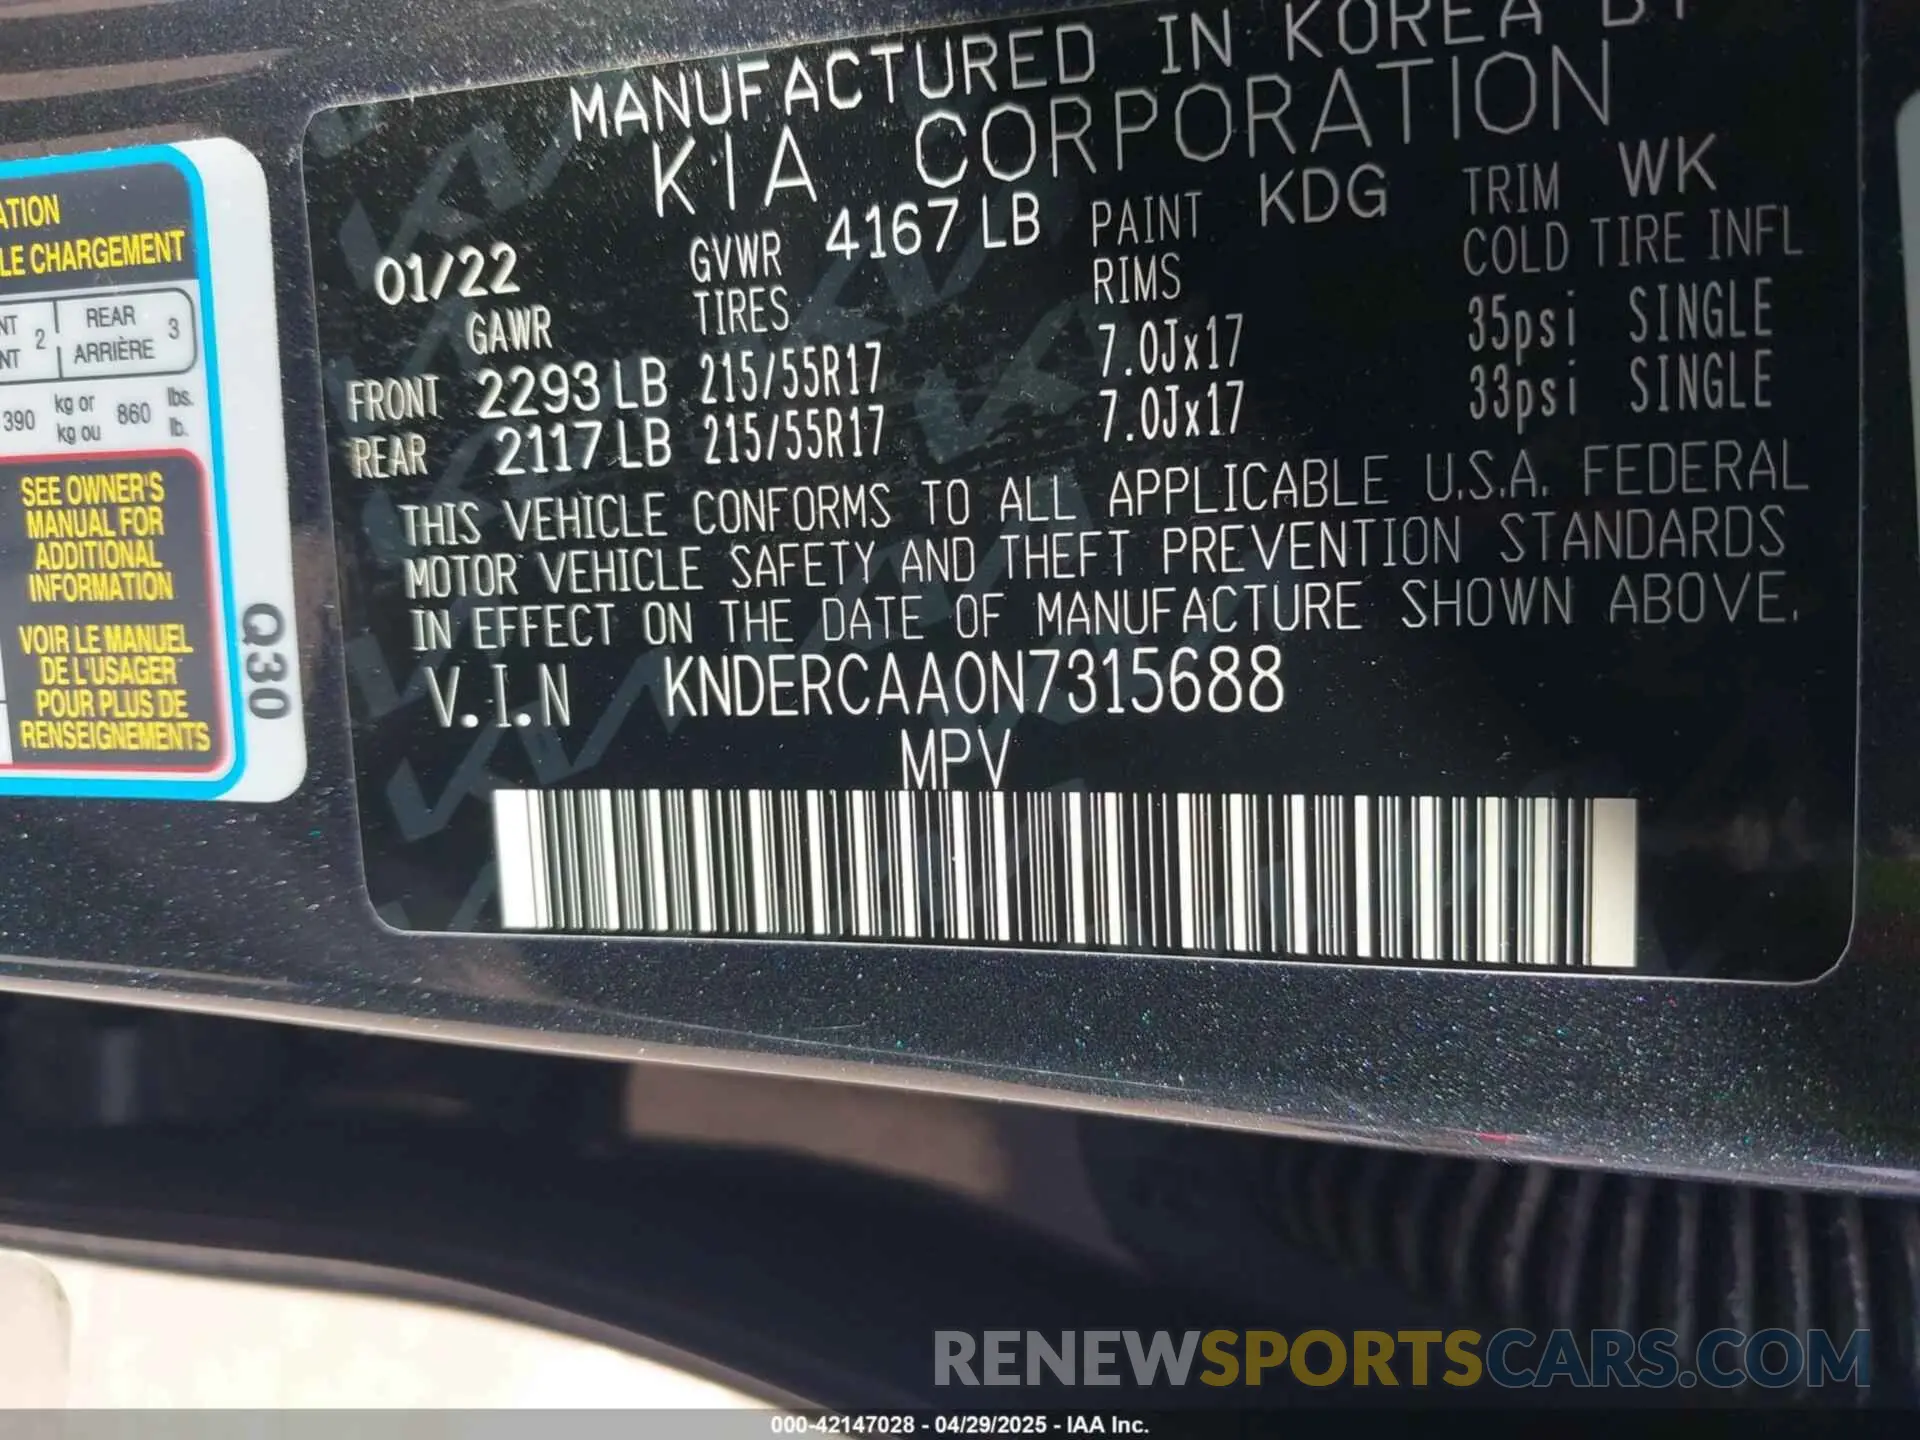 MANUFACTURED IN KOREA BY
KIA CORPORATION
01/22 GVWR 4167 LB PAINT KDG TRIM WK
GAWR TIRES RIMS COLD TIRE INFL
FRONT 2293 LB 215/55R17 7.0Jx17 35psi SINGLE
REAR 2117 LB 215/55R17 7.0Jx17 33psi SINGLE
THIS VEHICLE CONFORMS TO ALL APPLICABLE U.S.A. FEDERAL
MOTOR VEHICLE SAFETY AND THEFT PREVENTION STANDARDS
IN EFFECT ON THE DATE OF MANUFACTURE SHOWN ABOVE.
V.I.N KNDERCAA0N7315688
MPV
LE CHARGEMENT
2 REAR 3
ARRIÈRE
390 kg or 860 lbs.
kg ou lb.
SEE OWNER'S
MANUAL FOR
ADDITIONAL
INFORMATION
VOIR LE MANUEL
DE L'USAGER
POUR PLUS DE
RENSEIGNEMENTS
Q30
RENEWSPORTSCARS.COM
000-42147028 - 04/29/2025 - IAA Inc.